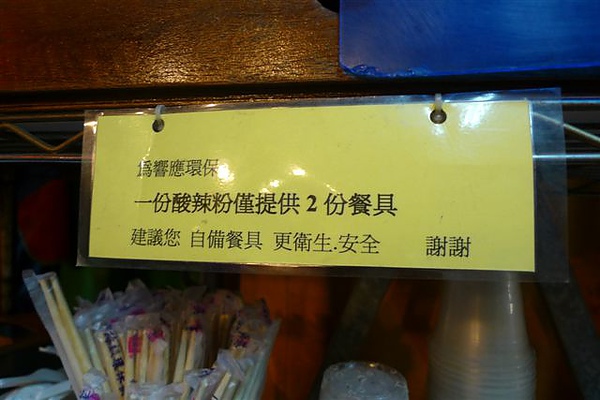 為響應環保
一份酸辣粉僅提供 2 份餐具
建議您 自備餐具 更衛生.安全 謝謝